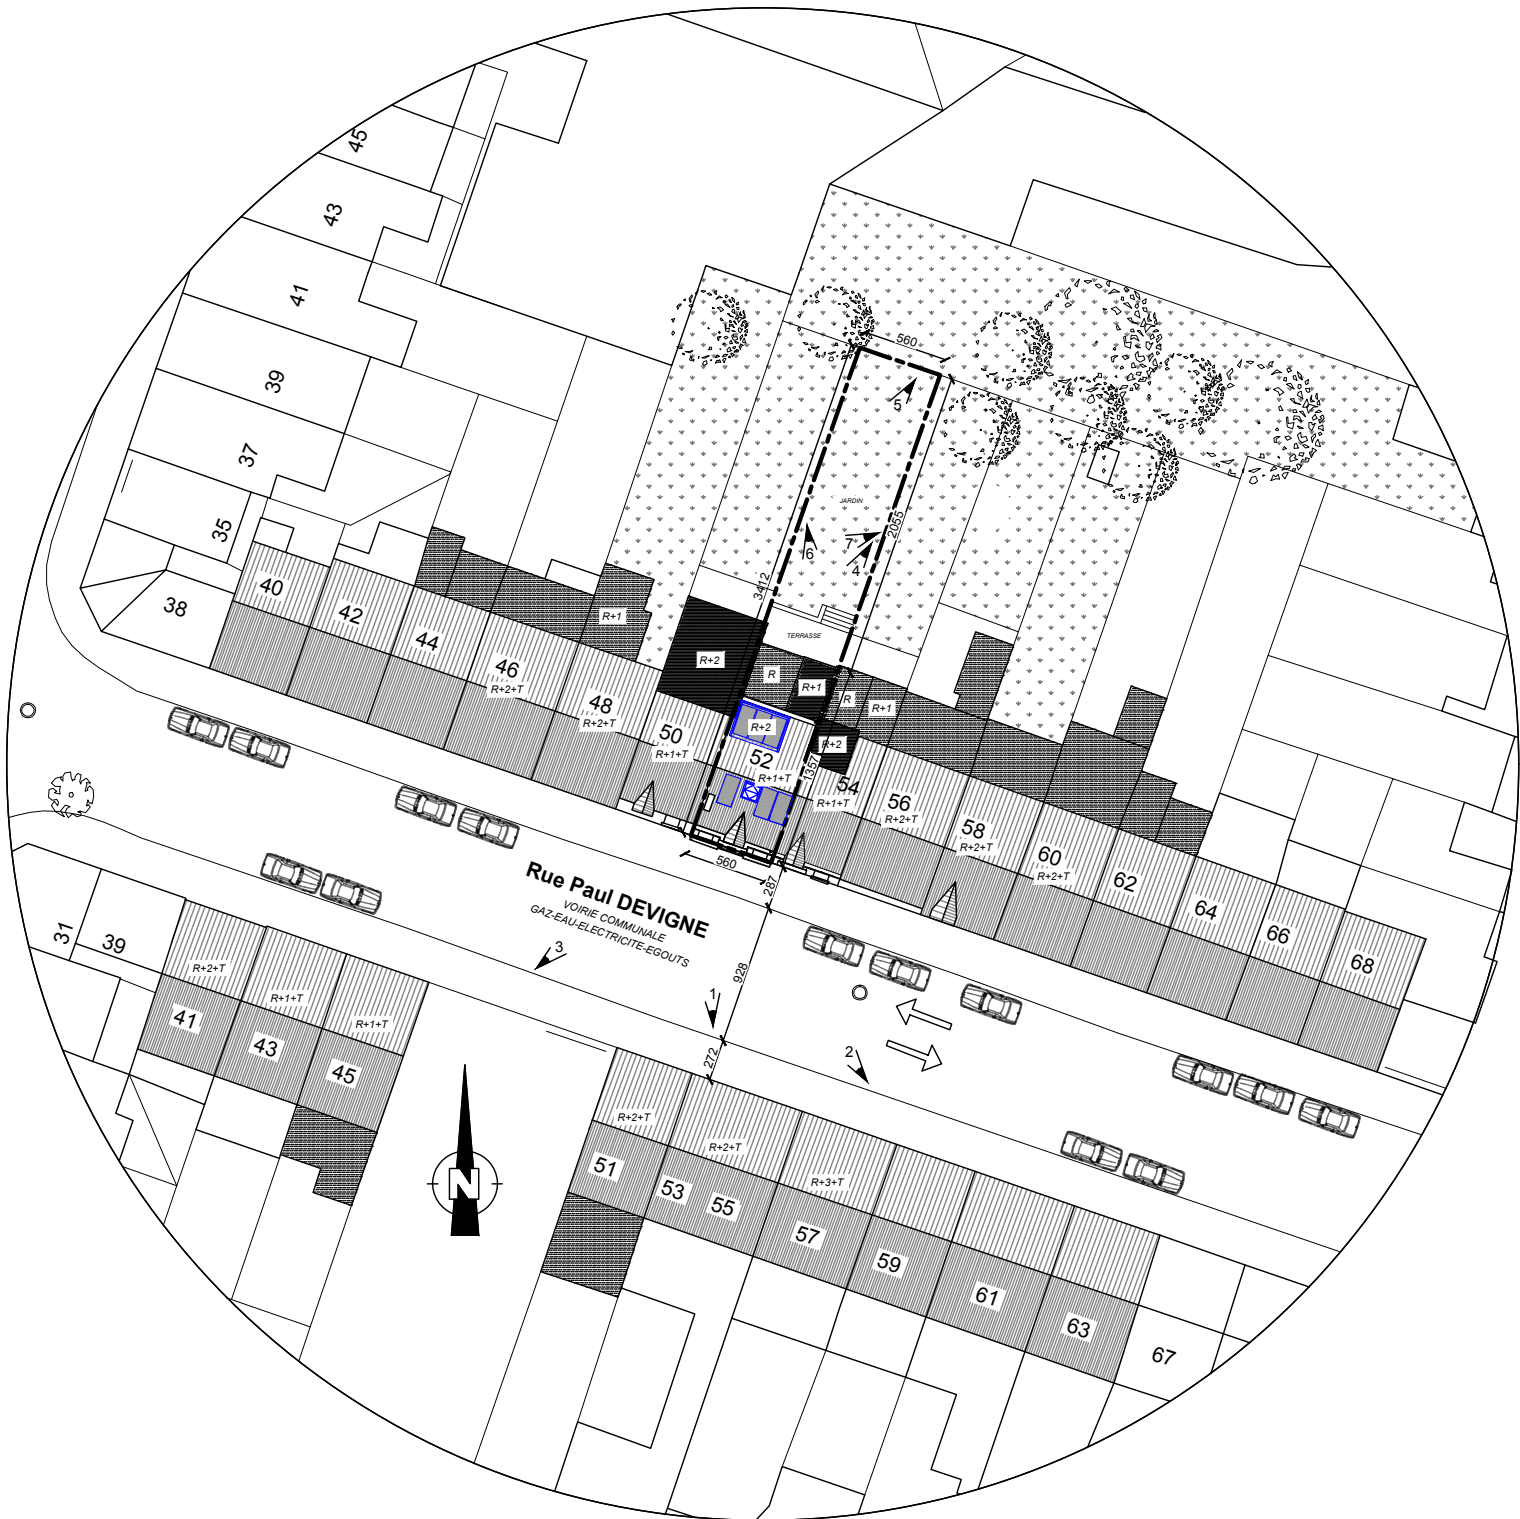 45
43
41
39
37
35
38
40
42
44
46
R+2+T
48
R+2+T
50
R+1+T
52
R+1+T
54
R+1+T
56
R+2+T
58
R+2+T
60
R+2+T
62
64
66
68
R+1
R+2
R
R+1
R
R+1
R+2
R+2
560
5
JARDIN
2055
6
7
4
3412
TERRASSE
1357
560
287
Rue Paul DEVIGNE
VOIRIE COMMUNALE
GAZ-EAU-ELECTRICITE-EGOUTS
3
928
1
2
272
31
39
R+2+T
41
R+1+T
43
R+1+T
45
N
R+2+T
51
R+2+T
53
55
R+3+T
57
59
61
63
67